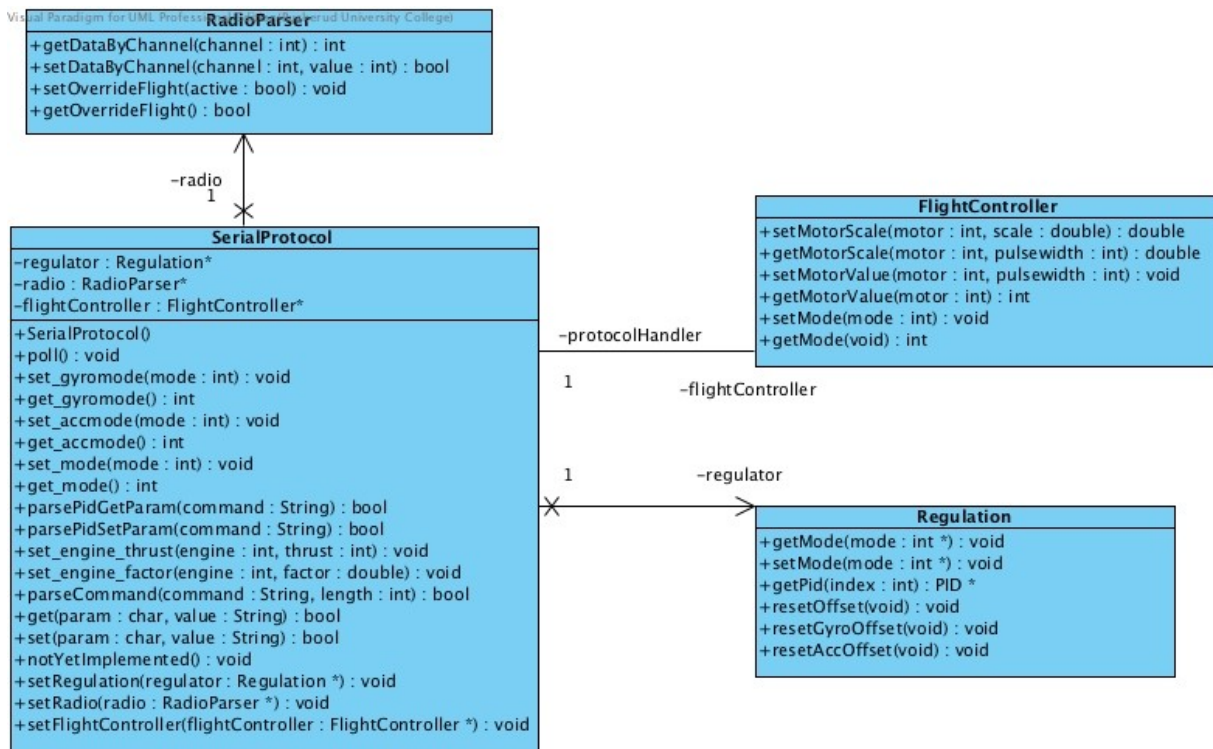 Visual Paradigm for UML Professional Edition(Buskerud University College)
RadioParser
+getDataByChannel(channel : int) : int
+setDataByChannel(channel : int, value : int) : bool
+setOverrideFlight(active : bool) : void
+getOverrideFlight() : bool
-radio
1
SerialProtocol
-regulator : Regulation*
-radio : RadioParser*
-flightController : FlightController*
+SerialProtocol()
+poll() : void
+set_gyromode(mode : int) : void
+get_gyromode() : int
+set_accmode(mode : int) : void
+get_accmode() : int
+set_mode(mode : int) : void
+get_mode() : int
+parsePidGetParam(command : String) : bool
+parsePidSetParam(command : String) : bool
+set_engine_thrust(engine : int, thrust : int) : void
+set_engine_factor(engine : int, factor : double) : void
+parseCommand(command : String, length : int) : bool
+get(param : char, value : String) : bool
+set(param : char, value : String) : bool
+notYetImplemented() : void
+setRegulation(regulator : Regulation *) : void
+setRadio(radio : RadioParser *) : void
+setFlightController(flightController : FlightController *) : void
-protocolHandler
1
-flightController
1
-regulator
FlightController
+setMotorScale(motor : int, scale : double) : double
+getMotorScale(motor : int, pulsewidth : int) : double
+setMotorValue(motor : int, pulsewidth : int) : void
+getMotorValue(motor : int) : int
+setMode(mode : int) : void
+getMode(void) : int
Regulation
+getMode(mode : int *) : void
+setMode(mode : int *) : void
+getPid(index : int) : PID *
+resetOffset(void) : void
+resetGyroOffset(void) : void
+resetAccOffset(void) : void